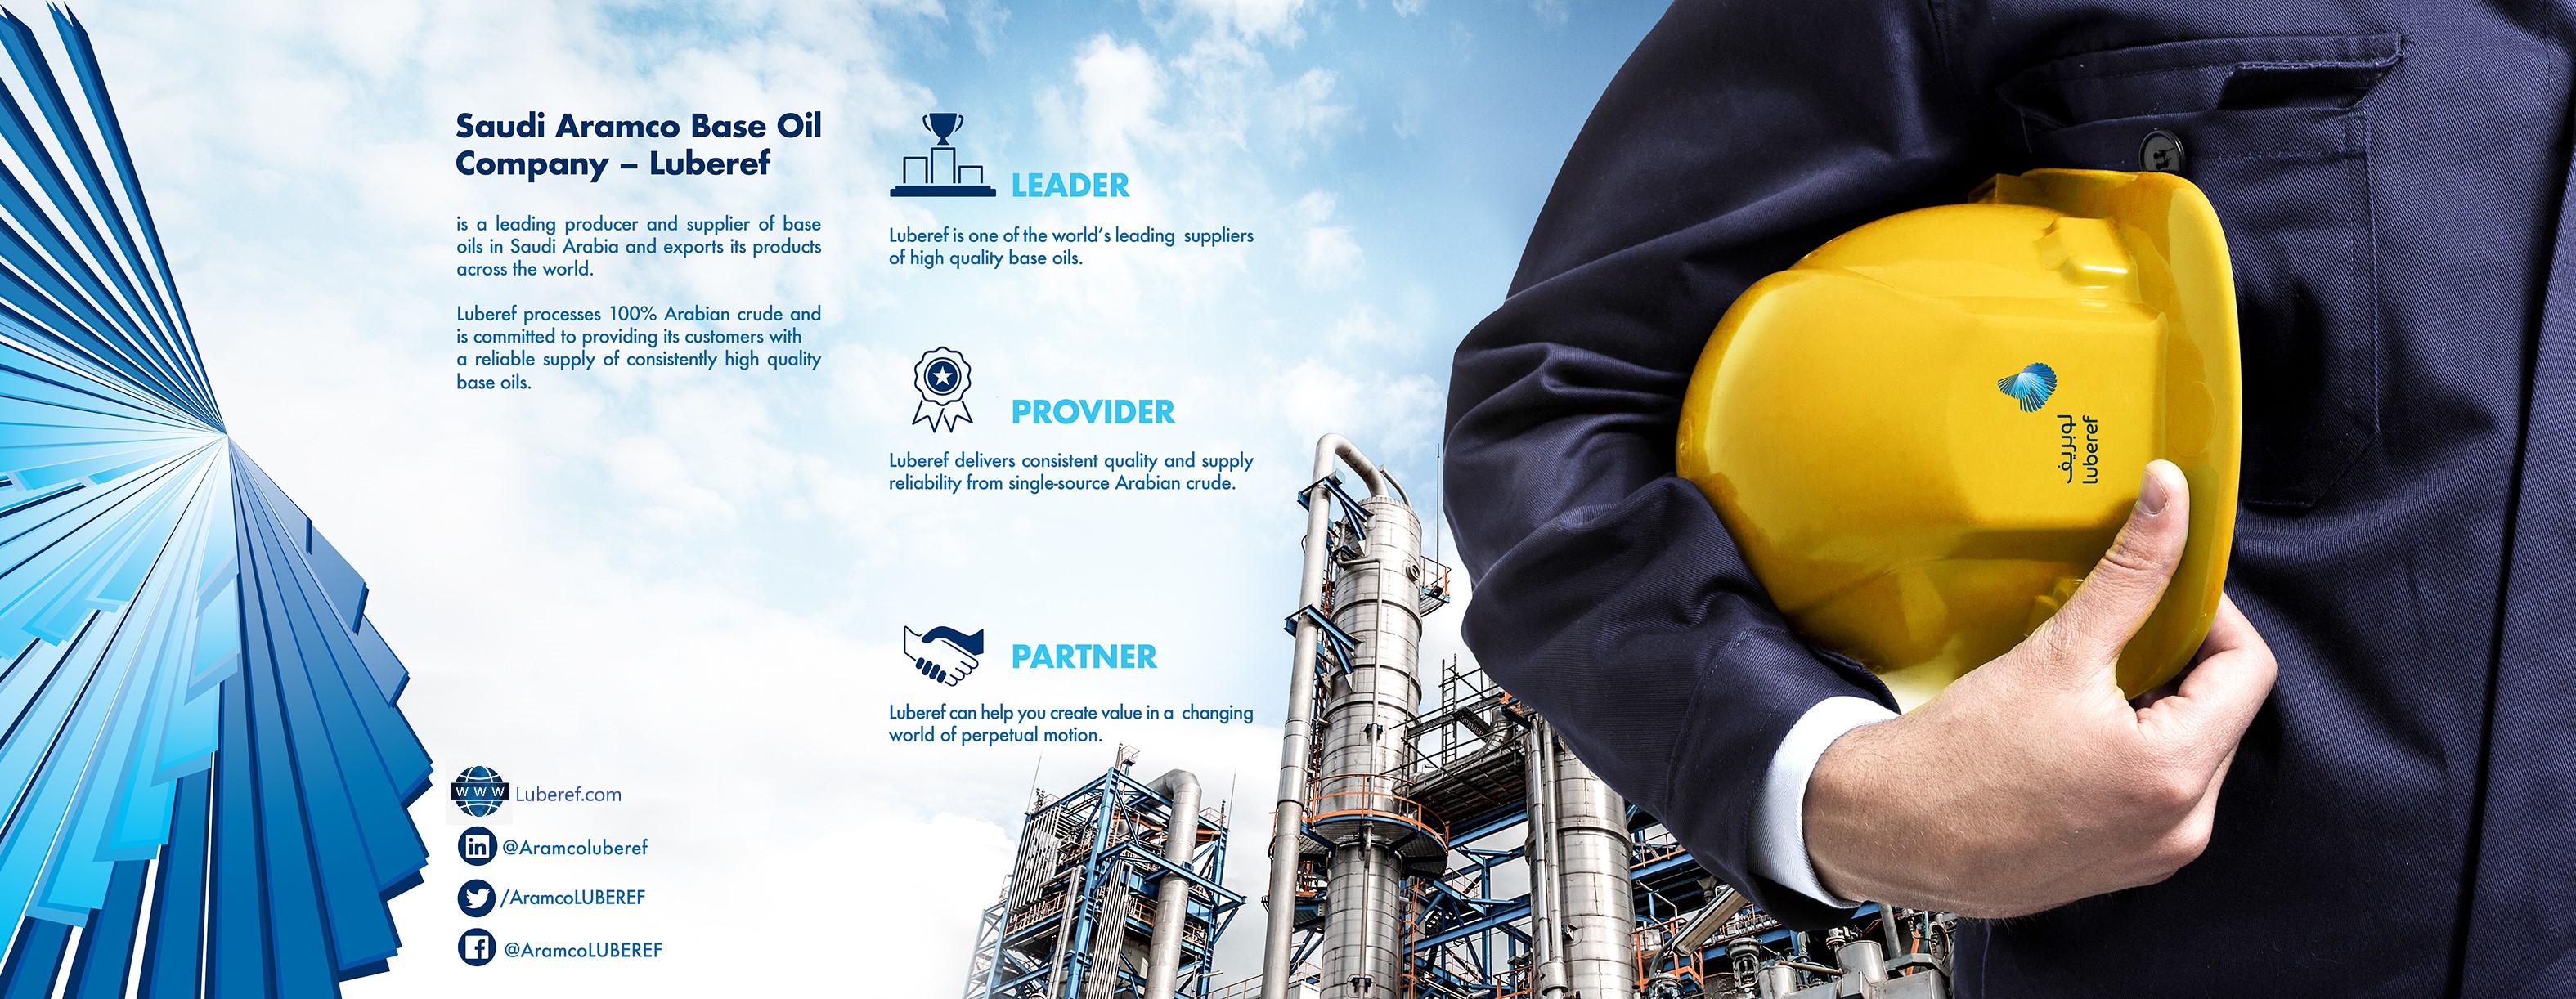 Saudi Aramco Base Oil
Company – Luberef
is a leading producer and supplier of base
oils in Saudi Arabia and exports its products
across the world.
Luberef processes 100% Arabian crude and
is committed to providing its customers with
a reliable supply of consistently high quality
base oils.
WWW Luberef.com
@Aramcoluberef
/AramcoLUBEREF
@AramcoLUBEREF
LEADER
Luberef is one of the world's leading suppliers
of high quality base oils.
PROVIDER
Luberef delivers consistent quality and supply
reliability from single-source Arabian crude.
PARTNER
Luberef can help you create value in a changing
world of perpetual motion.
لوبريف
luberef